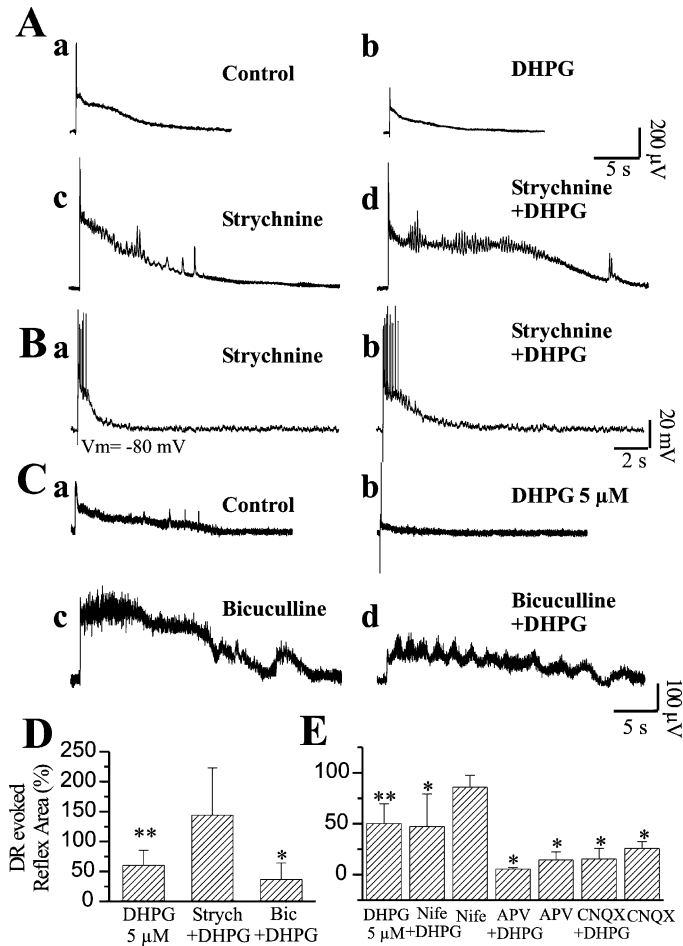 A
a
Control
b
DHPG
200 µV
5 s
c
Strychnine
d
Strychnine
+DHPG
B
a
Strychnine
Vm= -80 mV
b
Strychnine
+DHPG
20 mV
2 s
C
a
Control
b
DHPG 5 µM
c
Bicuculline
d
Bicuculline
+DHPG
100 µV
5 s
D
DR evoked
Reflex Area (%)
250
200
150
100
50
0
**
*
DHPG
5 µM
Strych
+DHPG
Bic
+DHPG
E
100
50
0
**
*
*
*
*
*
DHPG
5 µM
Nife
+DHPG
Nife
APV
+DHPG
APV
CNQX
+DHPG
CNQX